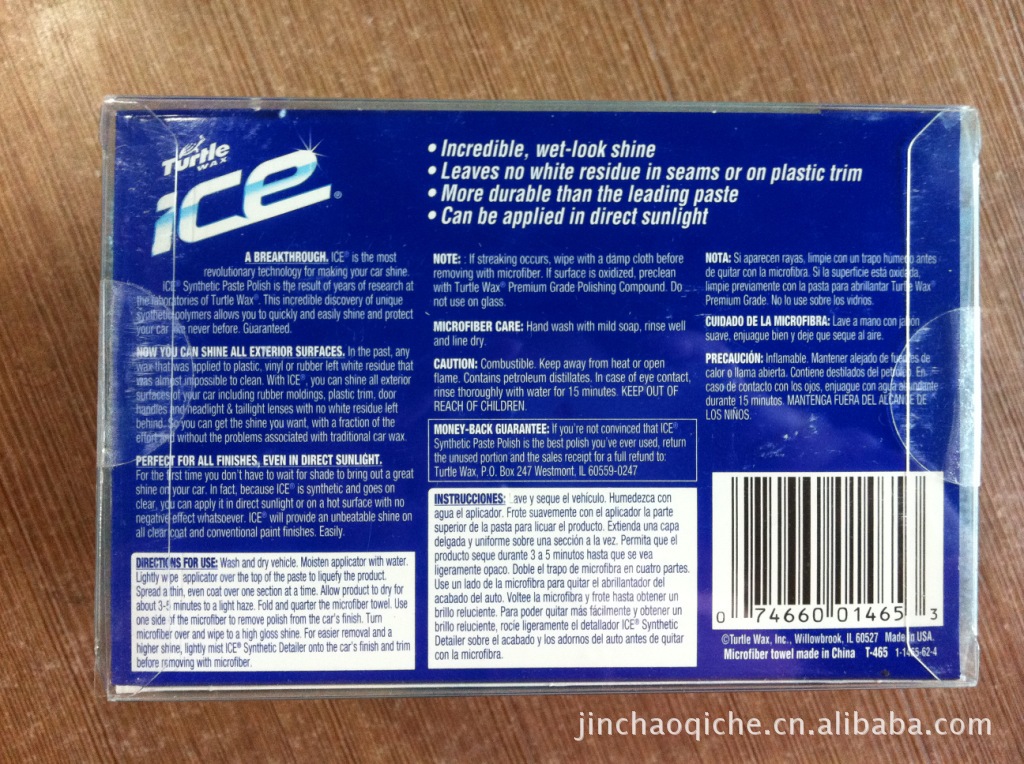 Turtle
WAX
ICE®
• Incredible, wet-look shine
• Leaves no white residue in seams or on plastic trim
• More durable than the leading paste
• Can be applied in direct sunlight
A BREAKTHROUGH. ICE® is the most
revolutionary technology for making your car shine.
ICE® Synthetic Paste Polish is the result of years of research at
the laboratories of Turtle Wax®. This incredible discovery of unique
synthetic polymers allows you to quickly and easily shine and protect
your car like never before. Guaranteed.
NOW YOU CAN SHINE ALL EXTERIOR SURFACES. In the past, any
wax that was applied to plastic, vinyl or rubber left white residue that
was almost impossible to clean. With ICE®, you can shine all exterior
surfaces of your car including rubber moldings, plastic trim, door
handles and headlight & taillight lenses with no white residue left
behind. So you can get the shine you want, with a fraction of the
effort and without the problems associated with traditional car wax.
PERFECT FOR ALL FINISHES, EVEN IN DIRECT SUNLIGHT.
For the first time you don't have to wait for shade to bring out a great
shine on your car. In fact, because ICE® is synthetic and goes on
clear, you can apply it in direct sunlight or on a hot surface with no
negative effect whatsoever. ICE® will provide an unbeatable shine on
all clear coat and conventional paint finishes. Easily.
DIRECTIONS FOR USE: Wash and dry vehicle. Moisten applicator with water.
Lightly wipe applicator over the top of the paste to liquefy the product.
Spread a thin, even coat over one section at a time. Allow product to dry for
about 3-5 minutes to a light haze. Fold and quarter the microfiber towel. Use
one side of the microfiber to remove polish from the car's finish. Turn
microfiber over and wipe to a high gloss shine. For easier removal and a
higher shine, lightly mist ICE® Synthetic Detailer onto the car's finish and trim
before removing with microfiber.
NOTE: : If streaking occurs, wipe with a damp cloth before
removing with microfiber. If surface is oxidized, preclean
with Turtle Wax® Premium Grade Polishing Compound. Do
not use on glass.
MICROFIBER CARE: Hand wash with mild soap, rinse well
and line dry.
CAUTION: Combustible. Keep away from heat or open
flame. Contains petroleum distillates. In case of eye contact,
rinse thoroughly with water for 15 minutes. KEEP OUT OF
REACH OF CHILDREN.
MONEY-BACK GUARANTEE: If you're not convinced that ICE®
Synthetic Paste Polish is the best polish you've ever used, return
the unused portion and the sales receipt for a full refund to:
Turtle Wax, P.O. Box 247 Westmont, IL 60559-0247
INSTRUCCIONES: Lave y seque el vehículo. Humedezca con
agua el aplicador. Frote suavemente con el aplicador la parte
superior de la pasta para licuar el producto. Extienda una capa
delgada y uniforme sobre una sección a la vez. Permita que el
producto seque durante 3 a 5 minutos hasta que se vea
ligeramente opaco. Doble el trapo de microfibra en cuatro partes.
Use un lado de la microfibra para quitar el abrillantador del
acabado del auto. Voltee la microfibra y frote hasta obtener un
brillo reluciente. Para poder quitar más fácilmente y obtener un
brillo reluciente, rocíe ligeramente el detallador ICE® Synthetic
Detailer sobre el acabado y los adornos del auto antes de quitar
con la microfibra.
NOTA: Si aparecen rayas, limpie con un trapo humedo antes
de quitar con la microfibra. Si la superficie está oxidada,
limpie previamente con la pasta para abrillantar Turtle Wax®
Premium Grade. No lo use sobre los vidrios.
CUIDADO DE LA MICROFIBRA: Lave a mano con jabón
suave, enjuague bien y deje que seque al aire.
PRECAUCIÓN: Inflamable. Mantener alejado de fuentes de
calor o llama abierta. Contiene destilados del petróleo. En
caso de contacto con los ojos, enjuague con agua abundante
durante 15 minutos. MANTENGA FUERA DEL ALCANCE DE
LOS NIÑOS.
0 74660 01465 3
©Turtle Wax, Inc., Willowbrook, IL 60527 Made in USA.
Microfiber towel made in China T-465 1-1465-62-4
jinchaoqiche.cn.alibaba.com